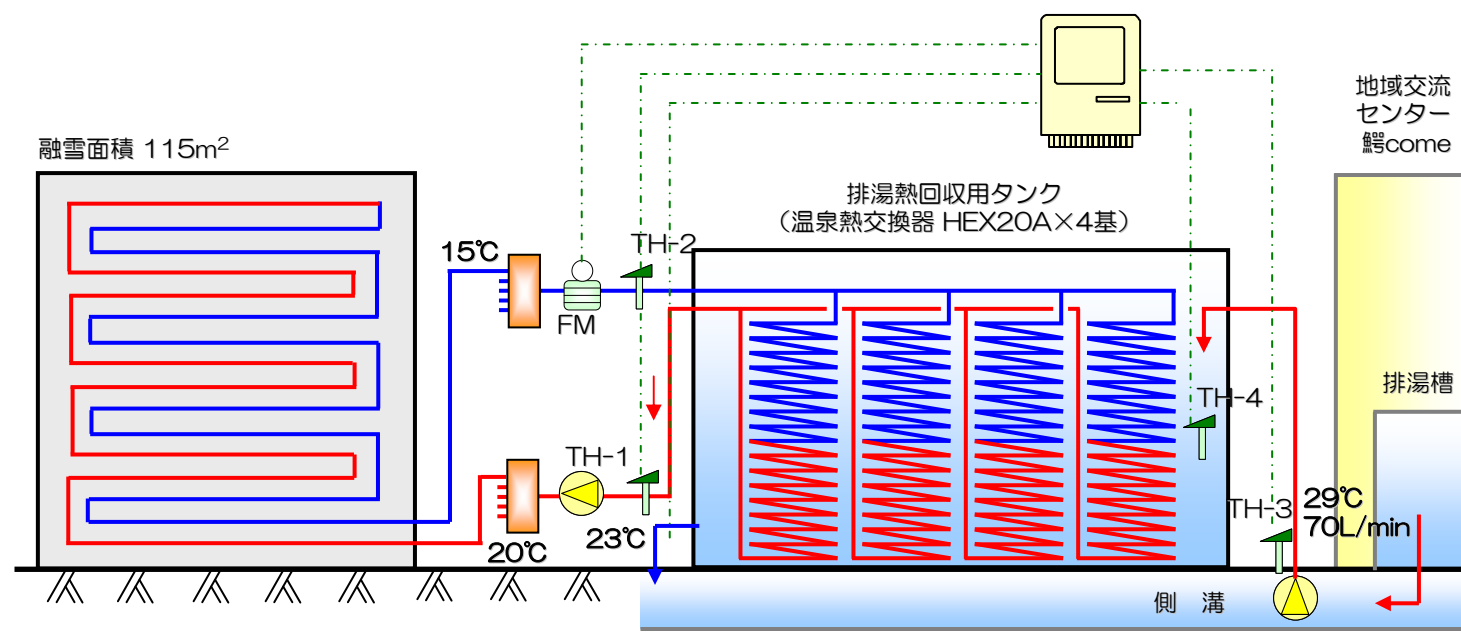 地域交流
センター
鰐come
融雪面積 115m²
排湯熱回収用タンク
(温泉熱交換器 HEX20A×4基)
15℃
TH-2
FM
排湯槽
TH-4
TH-1
29℃
TH-3
70L/min
23℃
20℃
側 溝